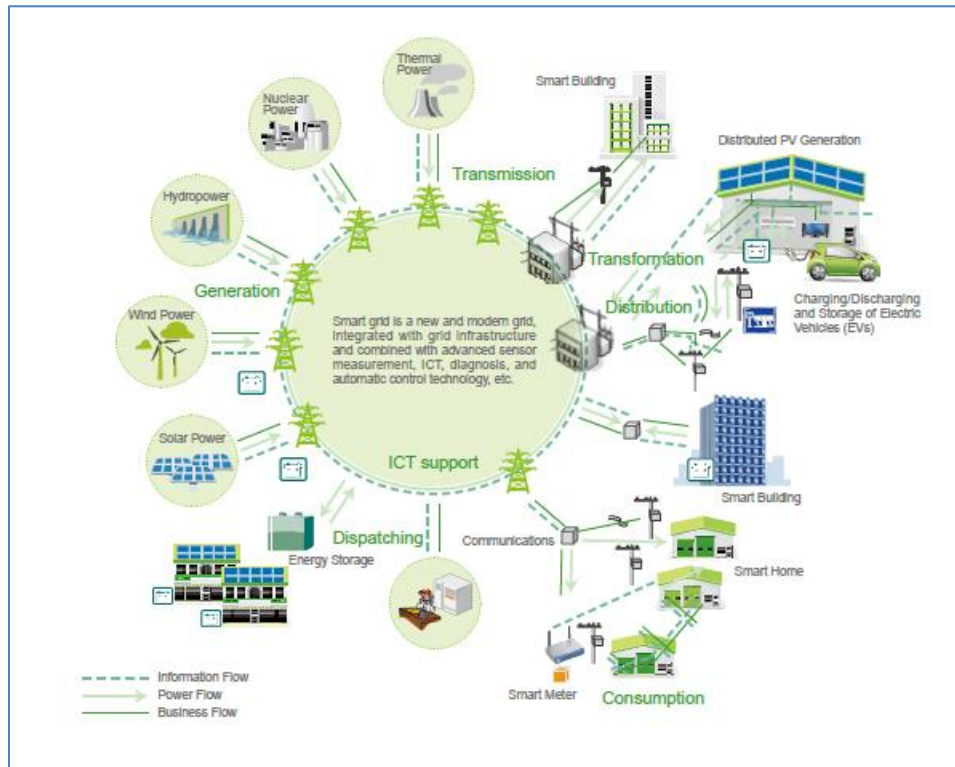 Thermal
Power
Smart Building
Nuclear
Power
Distributed PV Generation
Transmission
Hydropower
Transformation
Generation
Distribution
Charging/Discharging
and Storage of Electric
Vehicles (EVs)
Wind Power
Smart grid is a new and modern grid,
integrated with grid infrastructure
and combined with advanced sensor
measurement, ICT, diagnosis, and
automatic control technology, etc.
Solar Power
ICT support
Smart Building
Dispatching
Communications
Energy Storage
Smart Home
Information Flow
Power Flow
Business Flow
Smart Meter
Consumption